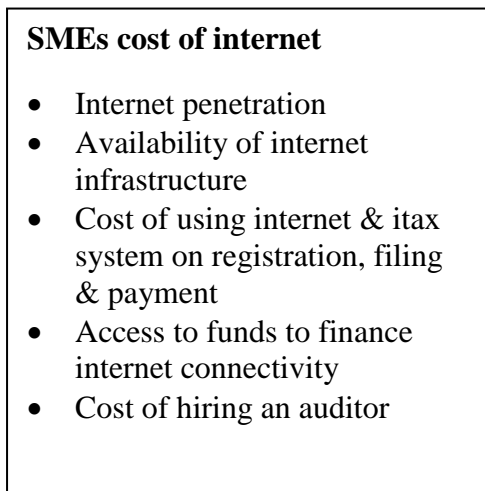 SMEs cost of internet
• Internet penetration
• Availability of internet
infrastructure
• Cost of using internet & itax
system on registration, filing
& payment
• Access to funds to finance
internet connectivity
• Cost of hiring an auditor